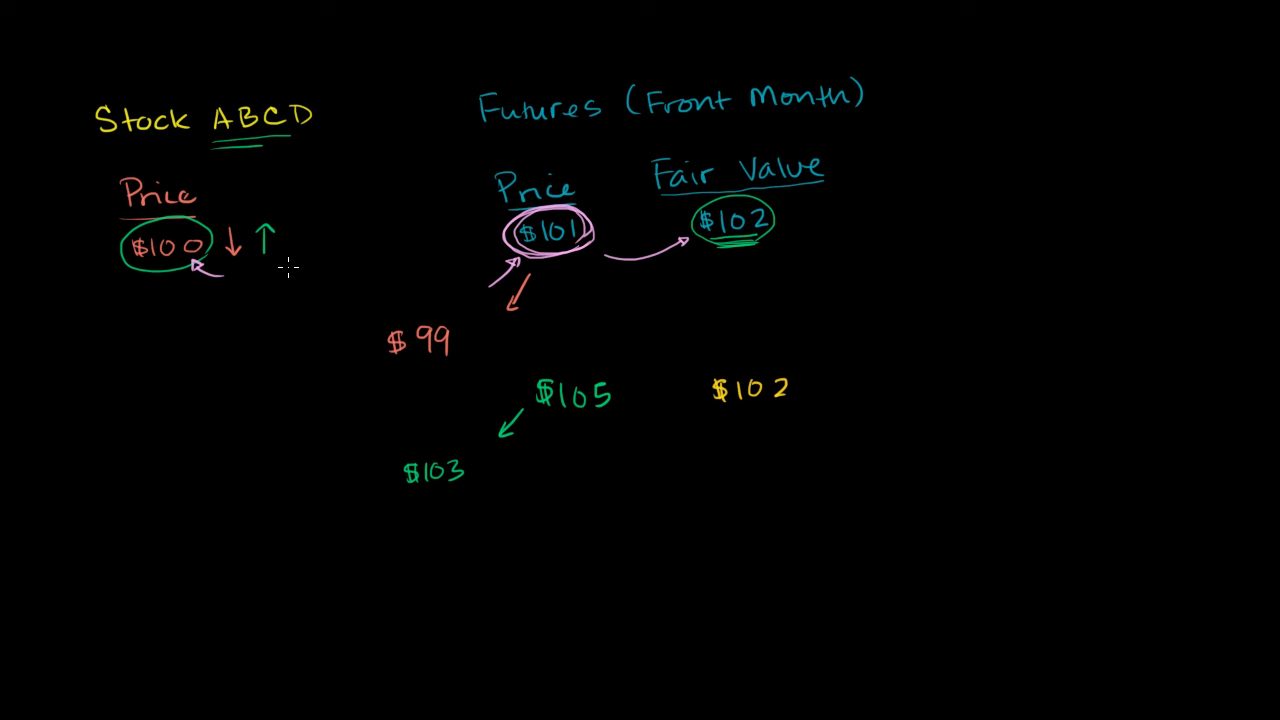 Stock ABCD
Futures (Front Month)
Price
Price
Fair Value
$100
$101
$102
$99
$105
$102
$103